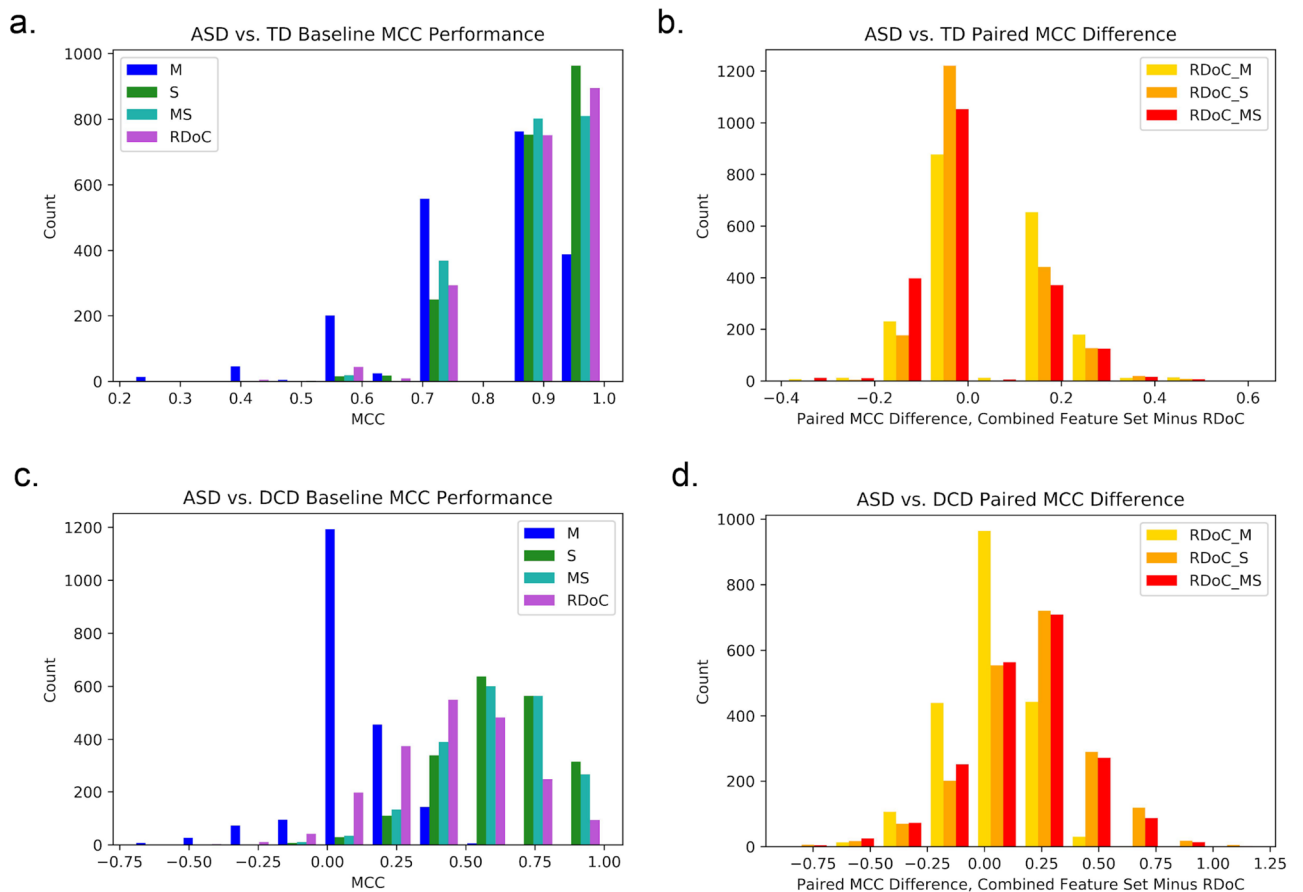 a.
ASD vs. TD Baseline MCC Performance
1000
800
600
400
200
0
Count
M
S
MS
RDoC
0.2 0.3 0.4 0.5 0.6 0.7 0.8 0.9 1.0
MCC
b.
ASD vs. TD Paired MCC Difference
1200
1000
800
600
400
200
0
Count
RDoC_M
RDoC_S
RDoC_MS
−0.4 −0.2 0.0 0.2 0.4 0.6
Paired MCC Difference, Combined Feature Set Minus RDoC
c.
ASD vs. DCD Baseline MCC Performance
1200
1000
800
600
400
200
0
Count
M
S
MS
RDoC
−0.75 −0.50 −0.25 0.00 0.25 0.50 0.75 1.00
MCC
d.
ASD vs. DCD Paired MCC Difference
1000
800
600
400
200
0
Count
RDoC_M
RDoC_S
RDoC_MS
−0.75 −0.50 −0.25 0.00 0.25 0.50 0.75 1.00 1.25
Paired MCC Difference, Combined Feature Set Minus RDoC